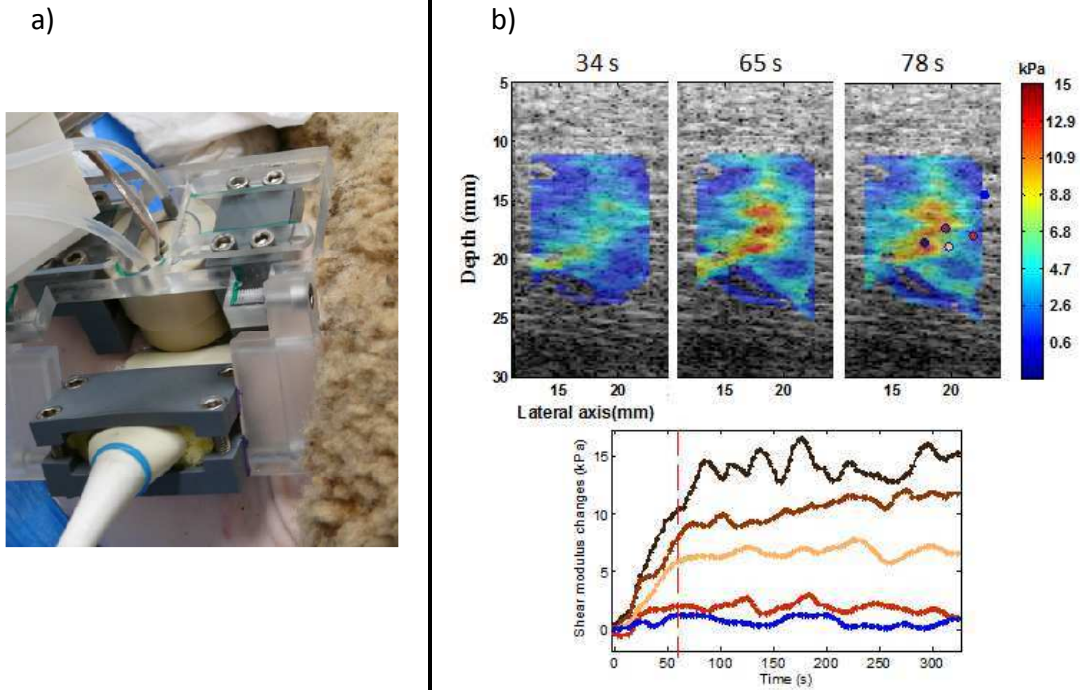 a)
b)
34 s
65 s
78 s
kPa
5
10
15
20
25
30
Depth (mm)
15
12.9
10.9
8.8
6.8
4.7
2.6
0.6
15 20
15 20
15 20
Lateral axis(mm)
Shear modulus changes (kPa)
15
10
5
0
0 50 100 150 200 250 300
Time (s)